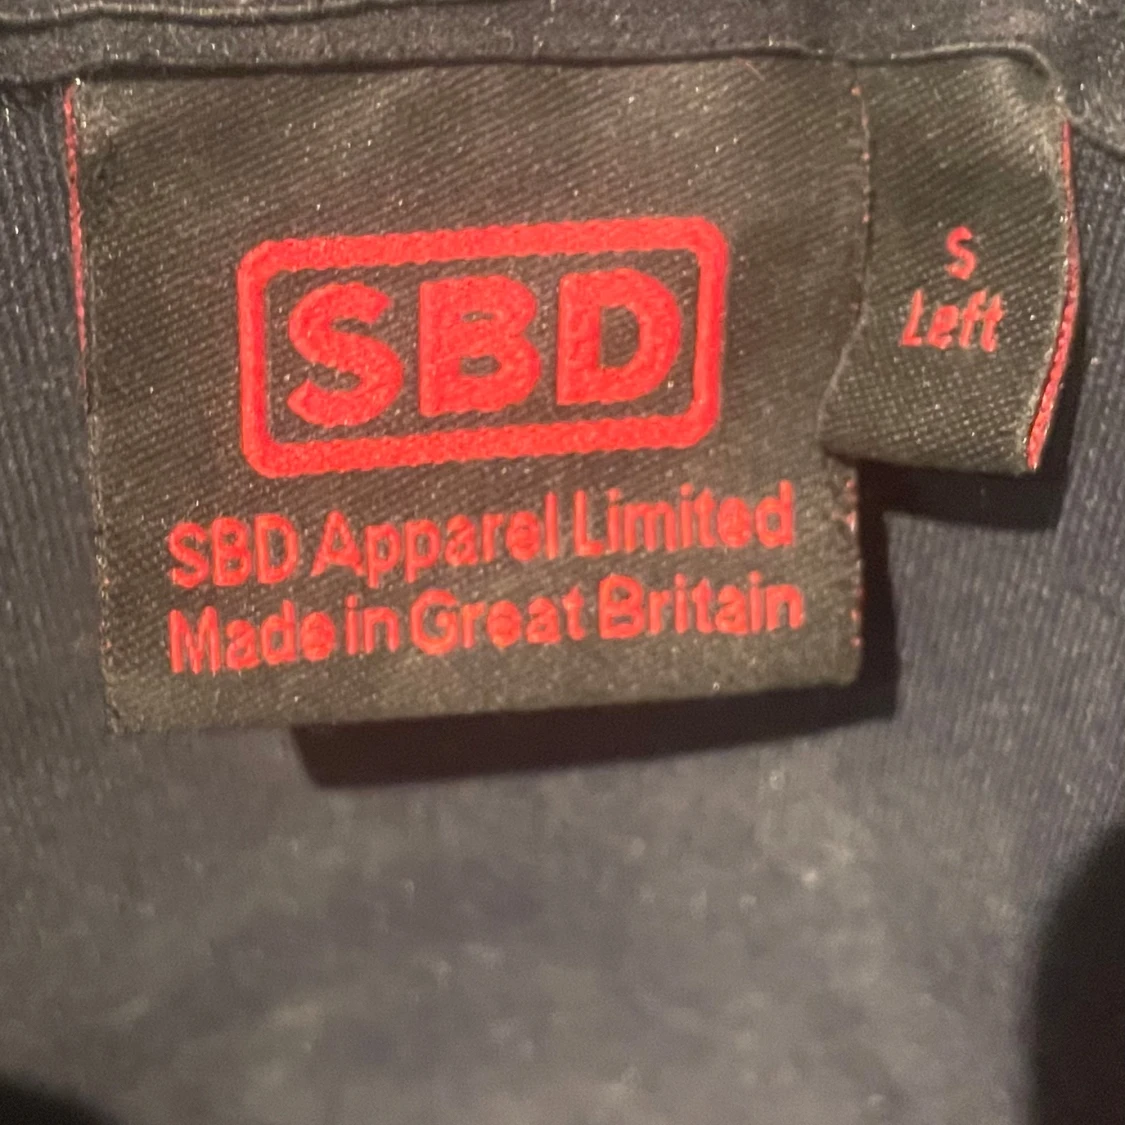 SBD
SBD Apparel Limited
Made in Great Britain
S
Left